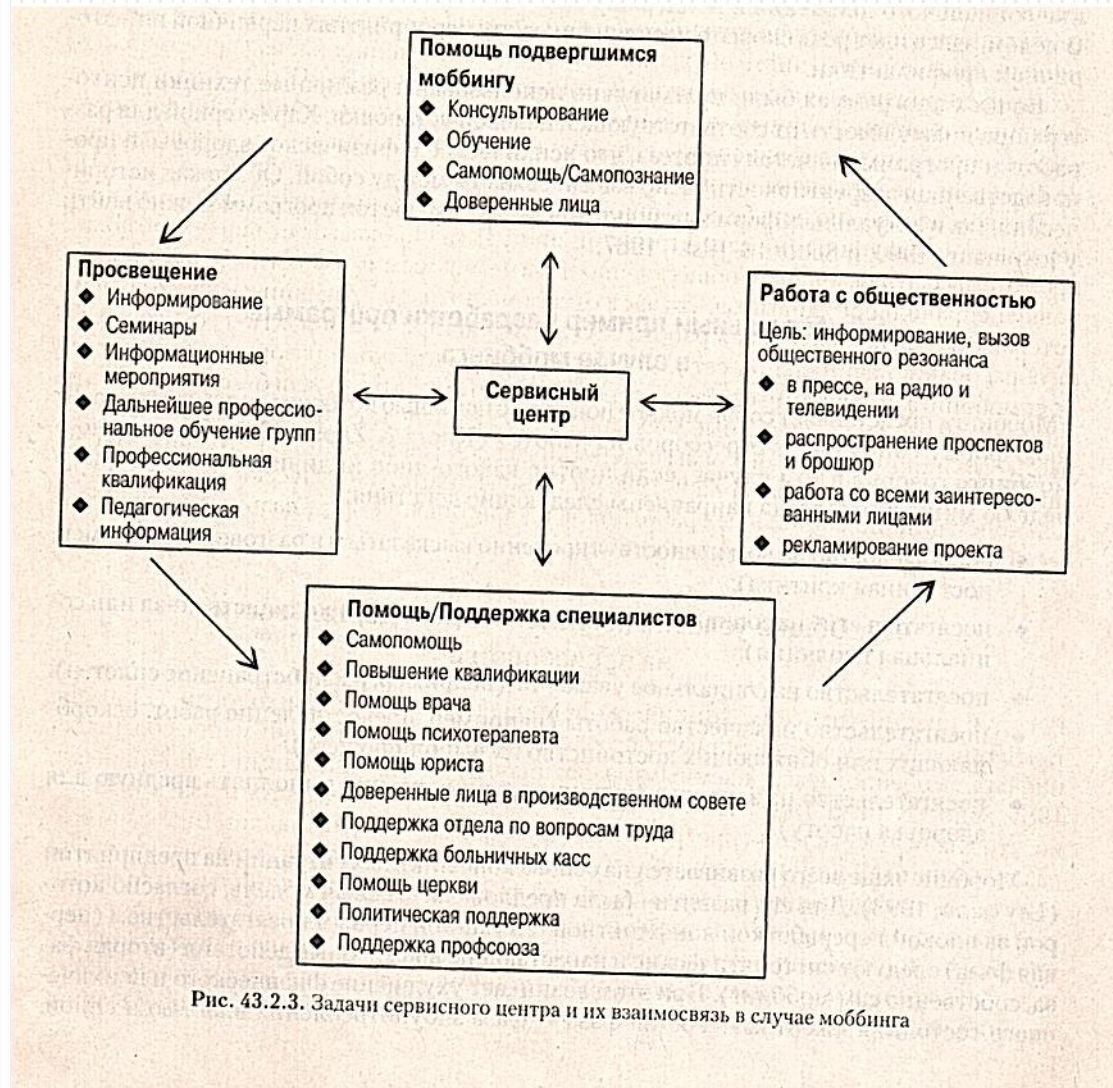 Помощь подвергшимся
моббингу
❖ Консультирование
❖ Обучение
❖ Самопомощь/Самопознание
❖ Доверенные лица
Просвещение
❖ Информирование
❖ Семинары
❖ Информационные
мероприятия
❖ Дальнейшее профессио-
нальное обучение групп
❖ Профессиональная
квалификация
❖ Педагогическая
информация
Сервисный
центр
Работа с общественностью
Цель: информирование, вызов
общественного резонанса
❖ в прессе, на радио и
телевидении
❖ распространение проспектов
и брошюр
❖ работа со всеми заинтересо-
ванными лицами
❖ рекламирование проекта
Помощь/Поддержка специалистов
❖ Самопомощь
❖ Повышение квалификации
❖ Помощь врача
❖ Помощь психотерапевта
❖ Помощь юриста
❖ Доверенные лица в производственном совете
❖ Поддержка отдела по вопросам труда
❖ Поддержка больничных касс
❖ Помощь церкви
❖ Политическая поддержка
❖ Поддержка профсоюза
Рис. 43.2.3. Задачи сервисного центра и их взаимосвязь в случае моббинга